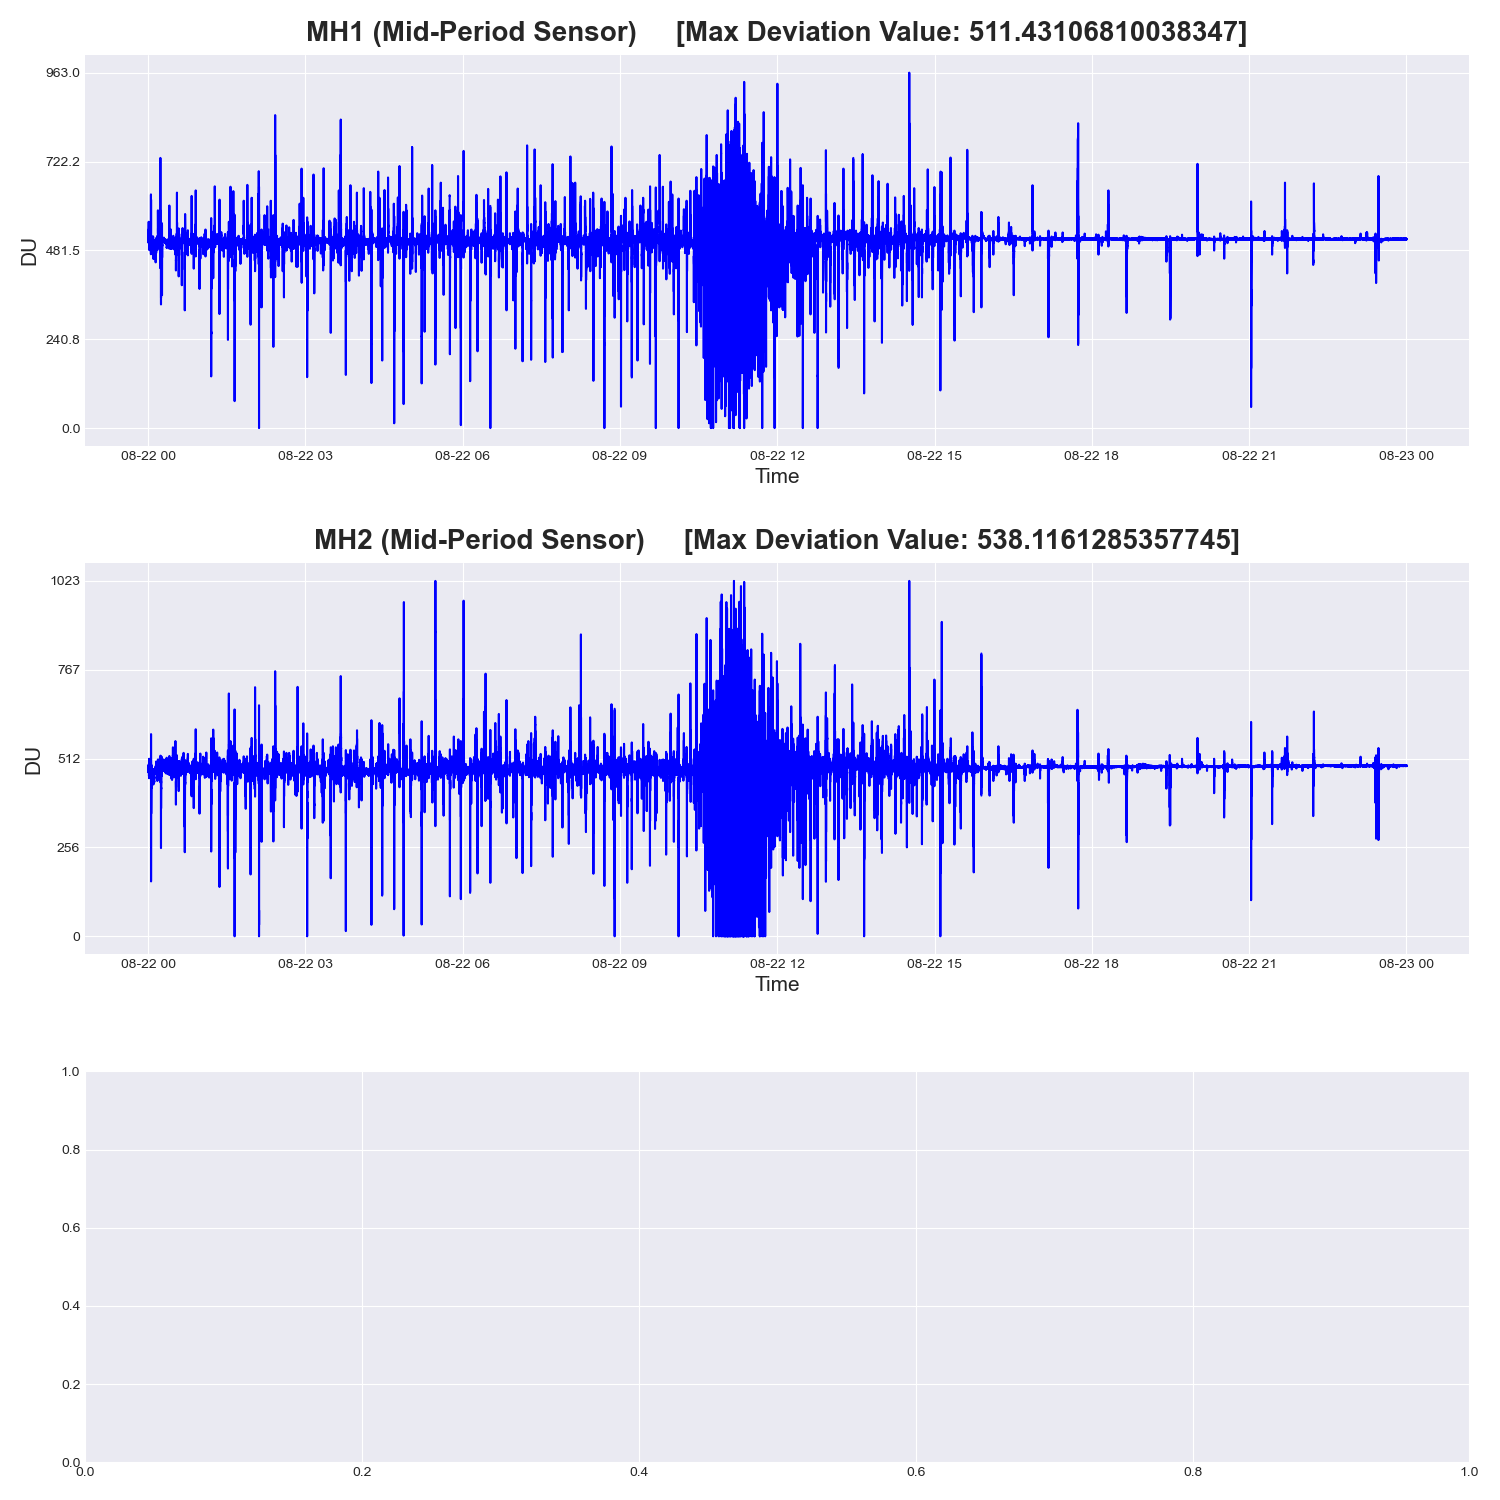 MH1 (Mid-Period Sensor) [Max Deviation Value: 511.43106810038347]
963.0
722.2
481.5
240.8
0.0
DU
08-22 00 08-22 03 08-22 06 08-22 09 08-22 12 08-22 15 08-22 18 08-22 21 08-23 00
Time
MH2 (Mid-Period Sensor) [Max Deviation Value: 538.1161285357745]
1023
767
512
256
0
DU
08-22 00 08-22 03 08-22 06 08-22 09 08-22 12 08-22 15 08-22 18 08-22 21 08-23 00
Time
1.0
0.8
0.6
0.4
0.2
0.0
0.0 0.2 0.4 0.6 0.8 1.0